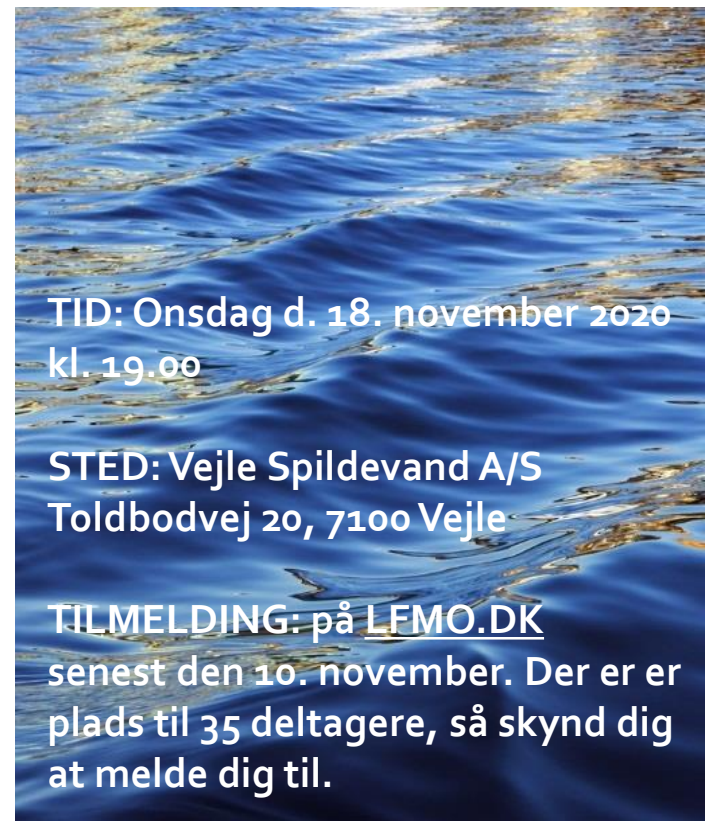 TID: Onsdag d. 18. november 2020
kl. 19.00
STED: Vejle Spildevand A/S
Toldbodvej 20, 7100 Vejle
TILMELDING: på LFMO.DK
senest den 10. november. Der er er
plads til 35 deltagere, så skynd dig
at melde dig til.